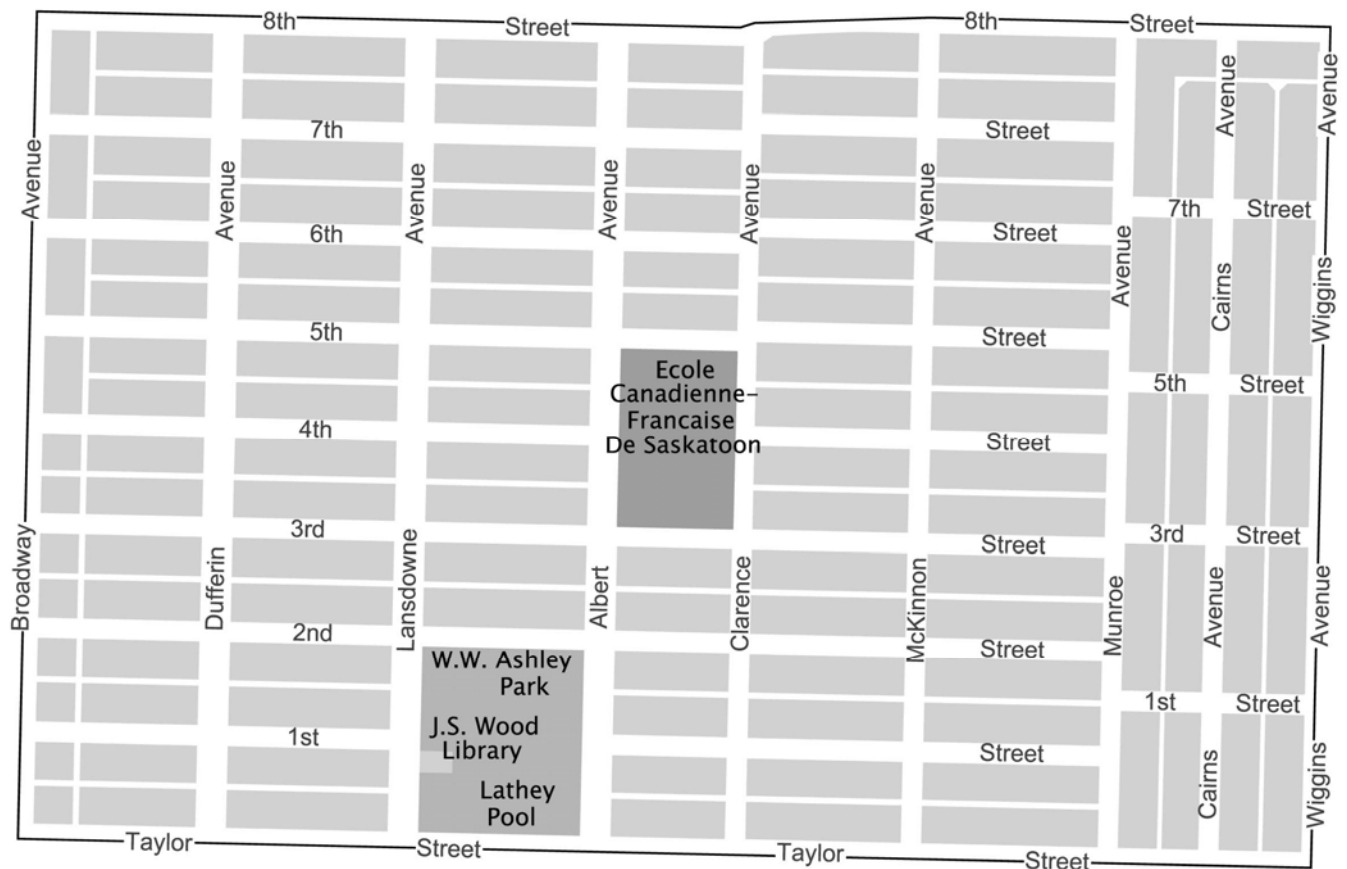 8th Street 8th Street
7th Street
Avenue Avenue Avenue Avenue Avenue Avenue Avenue Avenue Avenue
6th Street
7th Street
5th Street
Cairns Wiggins
Ecole
Canadienne-
Francaise
De Saskatoon
5th Street
4th Street
3rd Street
3rd Street
Broadway Dufferin Lansdowne Albert Clarence McKinnon Munroe Avenue Avenue
2nd Street
W.W. Ashley
Park
1st Street
J.S. Wood
Library
1st Street
Cairns Wiggins
Lathey
Pool
Taylor Street Taylor Street